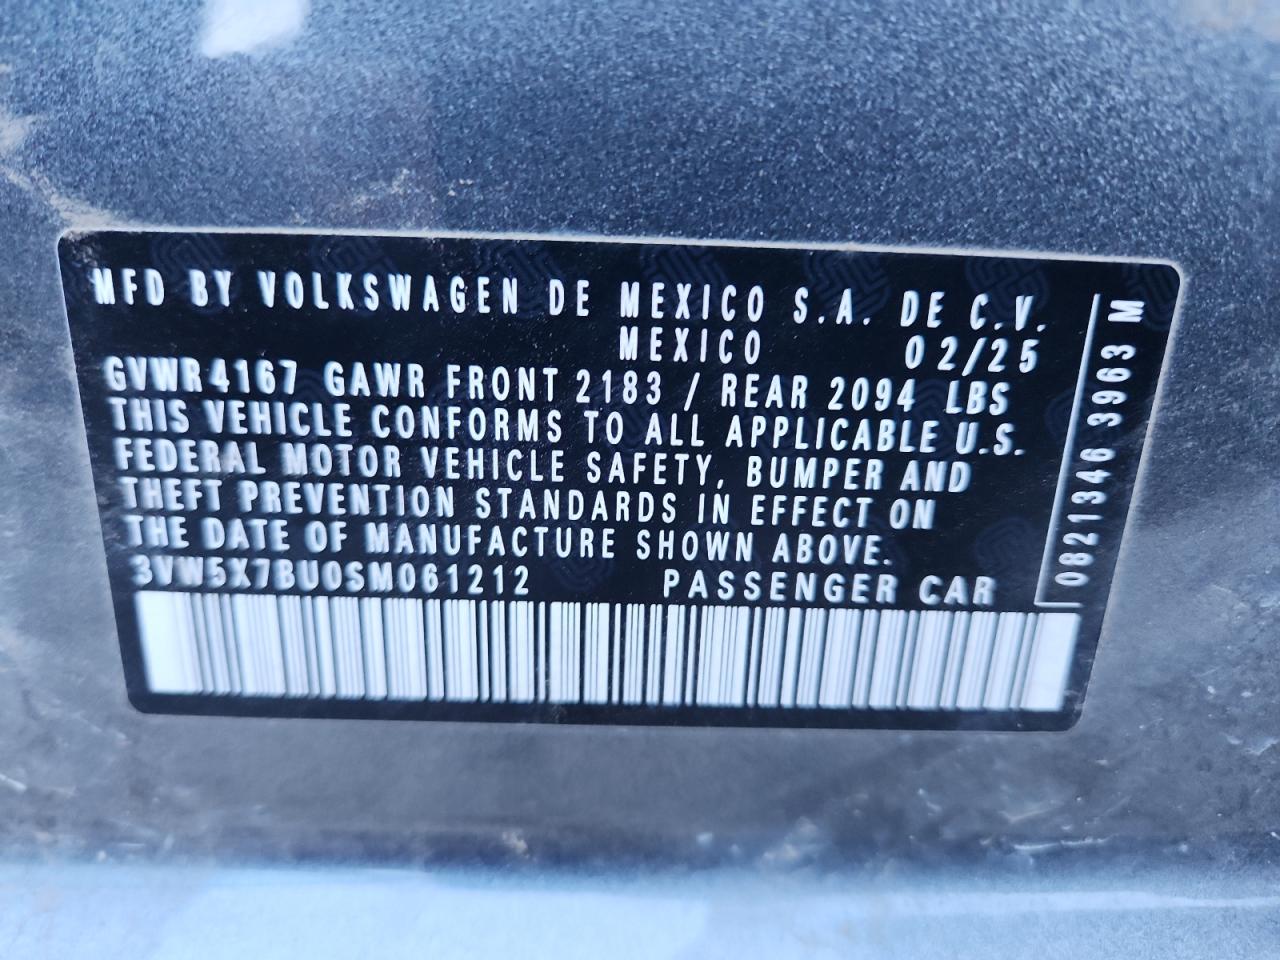 MFD BY VOLKSWAGEN DE MEXICO S.A. DE C.V.
MEXICO 02/25
GVWR 4167 GAWR FRONT 2183 / REAR 2094 LBS
THIS VEHICLE CONFORMS TO ALL APPLICABLE U.S.
FEDERAL MOTOR VEHICLE SAFETY, BUMPER AND
THEFT PREVENTION STANDARDS IN EFFECT ON
THE DATE OF MANUFACTURE SHOWN ABOVE.
3VW5X7BU0SM061212 PASSENGER CAR
0821346 3963 M